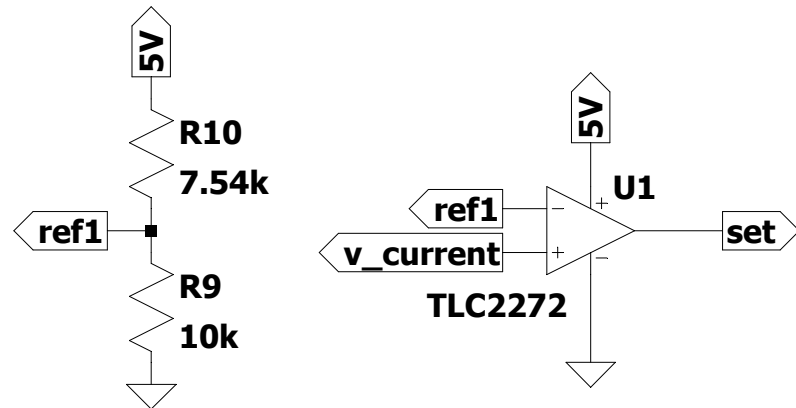 5V
R10
7.54k
ref1
R9
10k
5V
U1
ref1
v_current
set
TLC2272